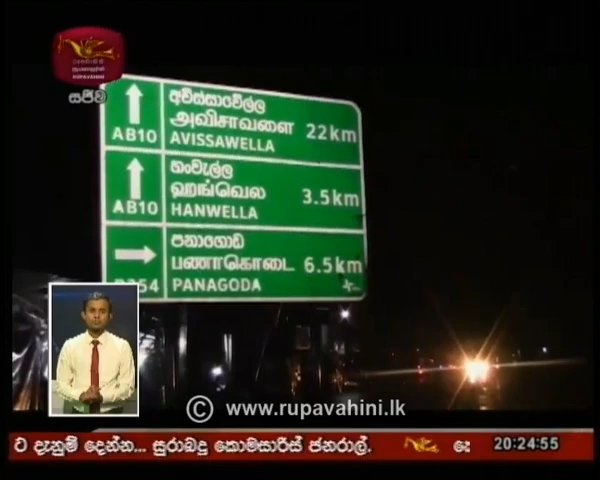 සජීව
අවිස්සාවේල්ල
அவிசாவளை
AB10 AVISSAWELLA 22km
හංවැල්ල
ஹங்வெல
AB10 HANWELLA 3.5km
පනාගොඩ
பணாகொடை
PANAGODA 6.5km
© www.rupavahini.lk
ට දැනුම් දෙන්න... සුරාබදු කොමසාරිස් ජනරාල්.
20:24:55